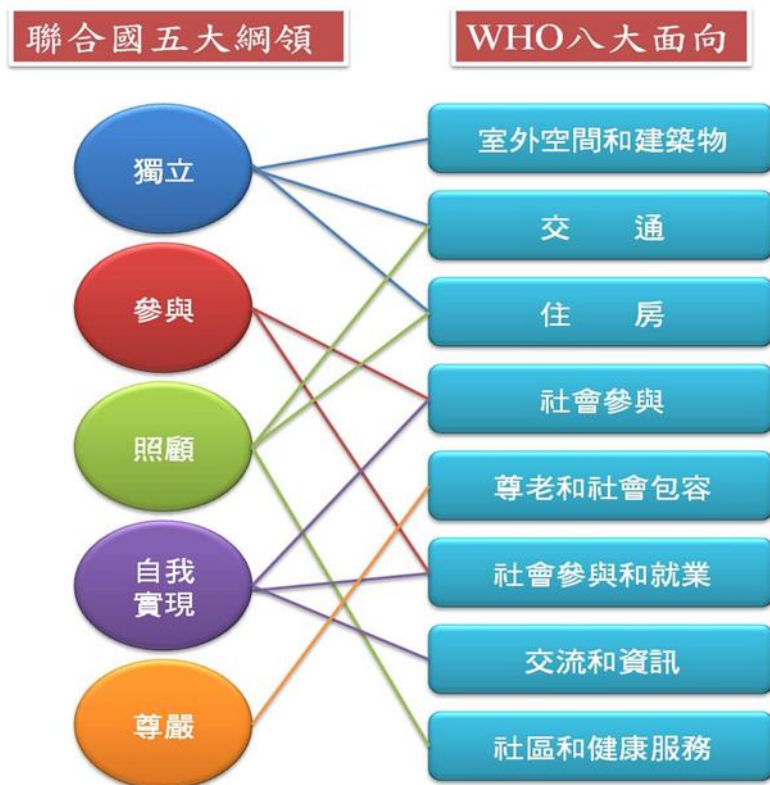 聯合國五大綱領
WHO八大面向
獨立
參與
照顧
自我
實現
尊嚴
室外空間和建築物
交 通
住 房
社會參與
尊老和社會包容
社會參與和就業
交流和資訊
社區和健康服務